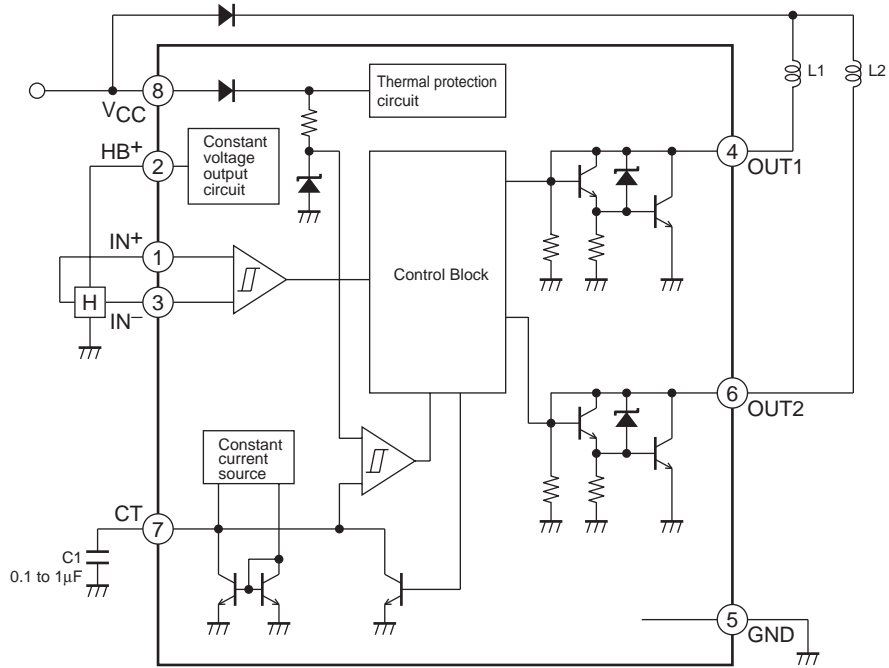 L1
L2
Thermal protection
circuit
8
VCC
Constant
voltage
output
circuit
HB+
2
4
OUT1
IN+
1
Control Block
H
3
IN−
6
OUT2
Constant
current
source
CT
7
C1
0.1 to 1μF
5
GND